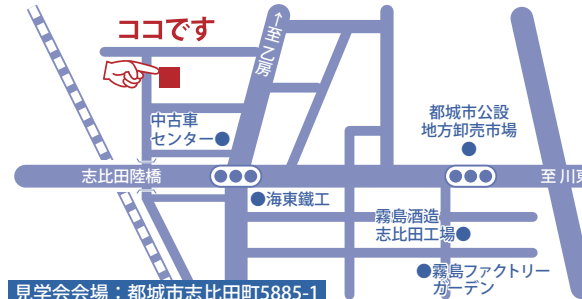 ココです
↑至 乙房
中古車
センター
都城市公設
地方卸売市場
志比田陸橋
至 川東
海東鐵工
霧島酒造
志比田工場
霧島ファクトリー
ガーデン
見学会会場：都城市志比田町5885-1